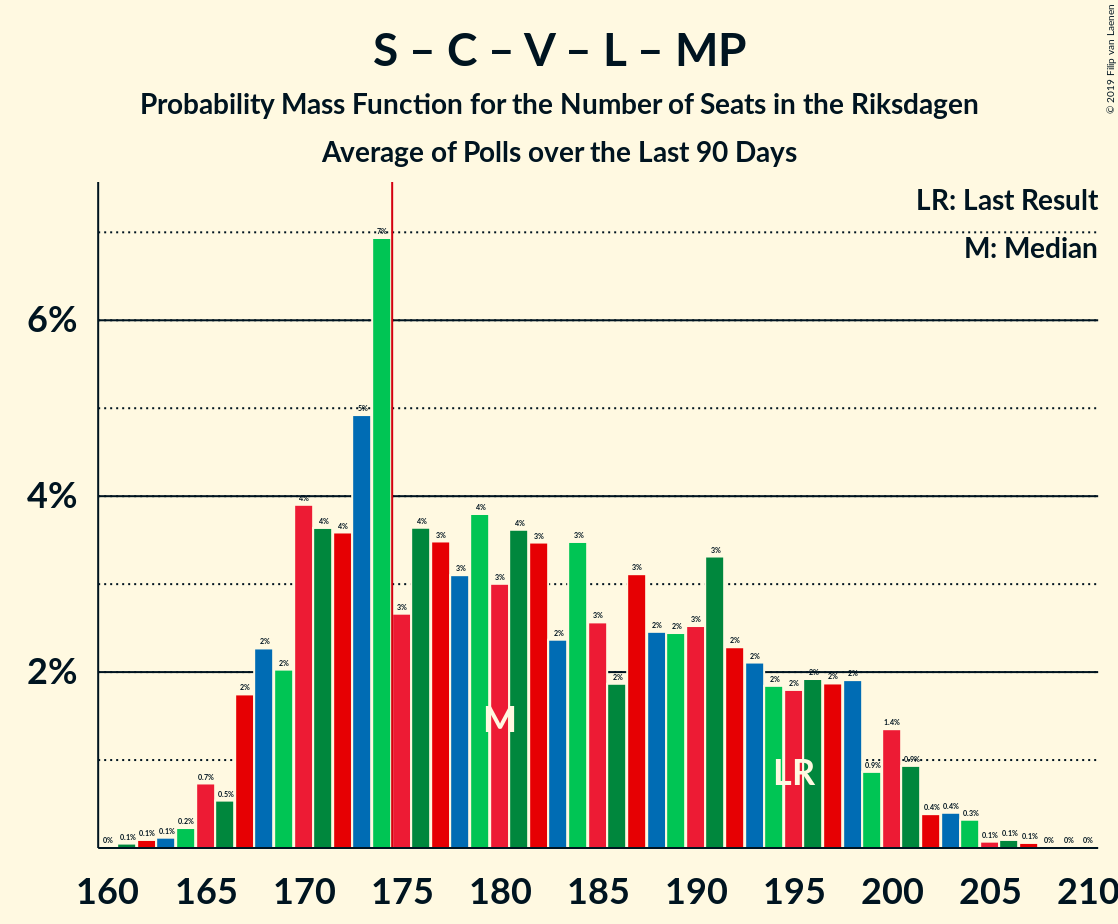 S – C – V – L – MP
Probability Mass Function for the Number of Seats in the Riksdagen
Average of Polls over the Last 90 Days
© 2019 Filip van Laenen
LR: Last Result
M: Median
6%
4%
2%
0% 0.1% 0.1% 0.1% 0.2% 0.7% 0.5% 2% 2% 2% 4% 4% 4% 5% 7% 3% 4% 3% 3% 4% 3% 4% 3% 2% 3% 3% 2% 3% 2% 2% 3% 3% 2% 2% 2% 2% 2% 2% 2% 0.9% 1.4% 0.9% 0.4% 0.4% 0.3% 0.1% 0.1% 0.1% 0% 0% 0%
M
LR
160 165 170 175 180 185 190 195 200 205 210